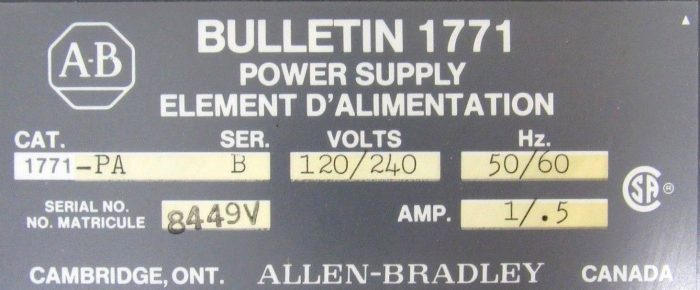 A-B
BULLETIN 1771
POWER SUPPLY
ELEMENT D'ALIMENTATION
CAT. SER. VOLTS Hz.
1771-PA B 120/240 50/60
SERIAL NO.
NO. MATRICULE 8449V AMP. 1/.5
SA ®
CAMBRIDGE, ONT. ALLEN-BRADLEY CANADA